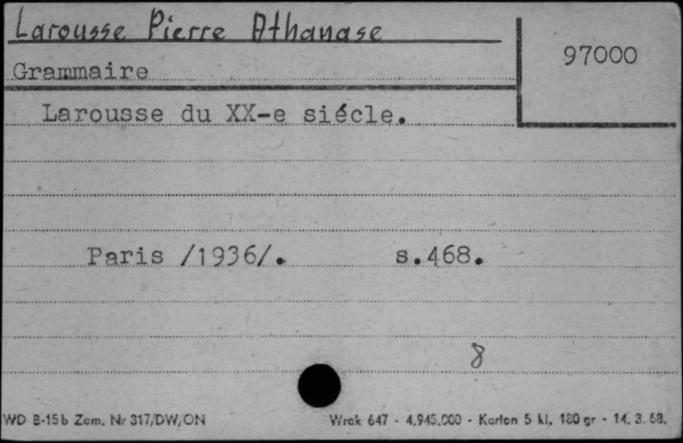 Larousse Pierre Athanase
97000
Grammaire
Larousse du XX-e siécle.
Paris /1936/. s.468.
8
WD B-15b Zam. Nr 317/DW/ON Wrok 647 - 4.945.000 - Karton 5 kl. 180 gr - 14. 3. 68.